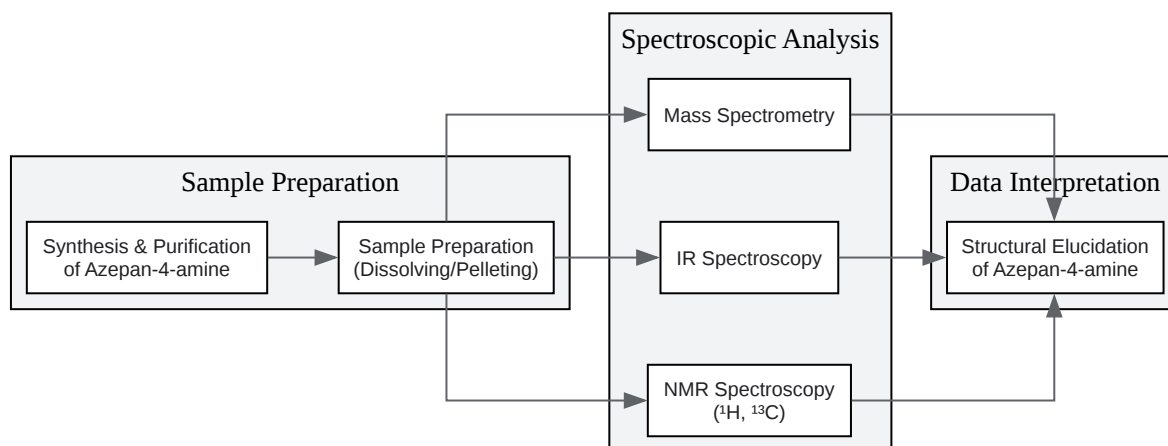 Spectroscopic Analysis
Mass Spectrometry
Sample Preparation
Data Interpretation
Synthesis & Purification
of Azepan-4-amine
Sample Preparation
(Dissolving/Pelleting)
IR Spectroscopy
Structural Elucidation
of Azepan-4-amine
NMR Spectroscopy
(¹H, ¹³C)